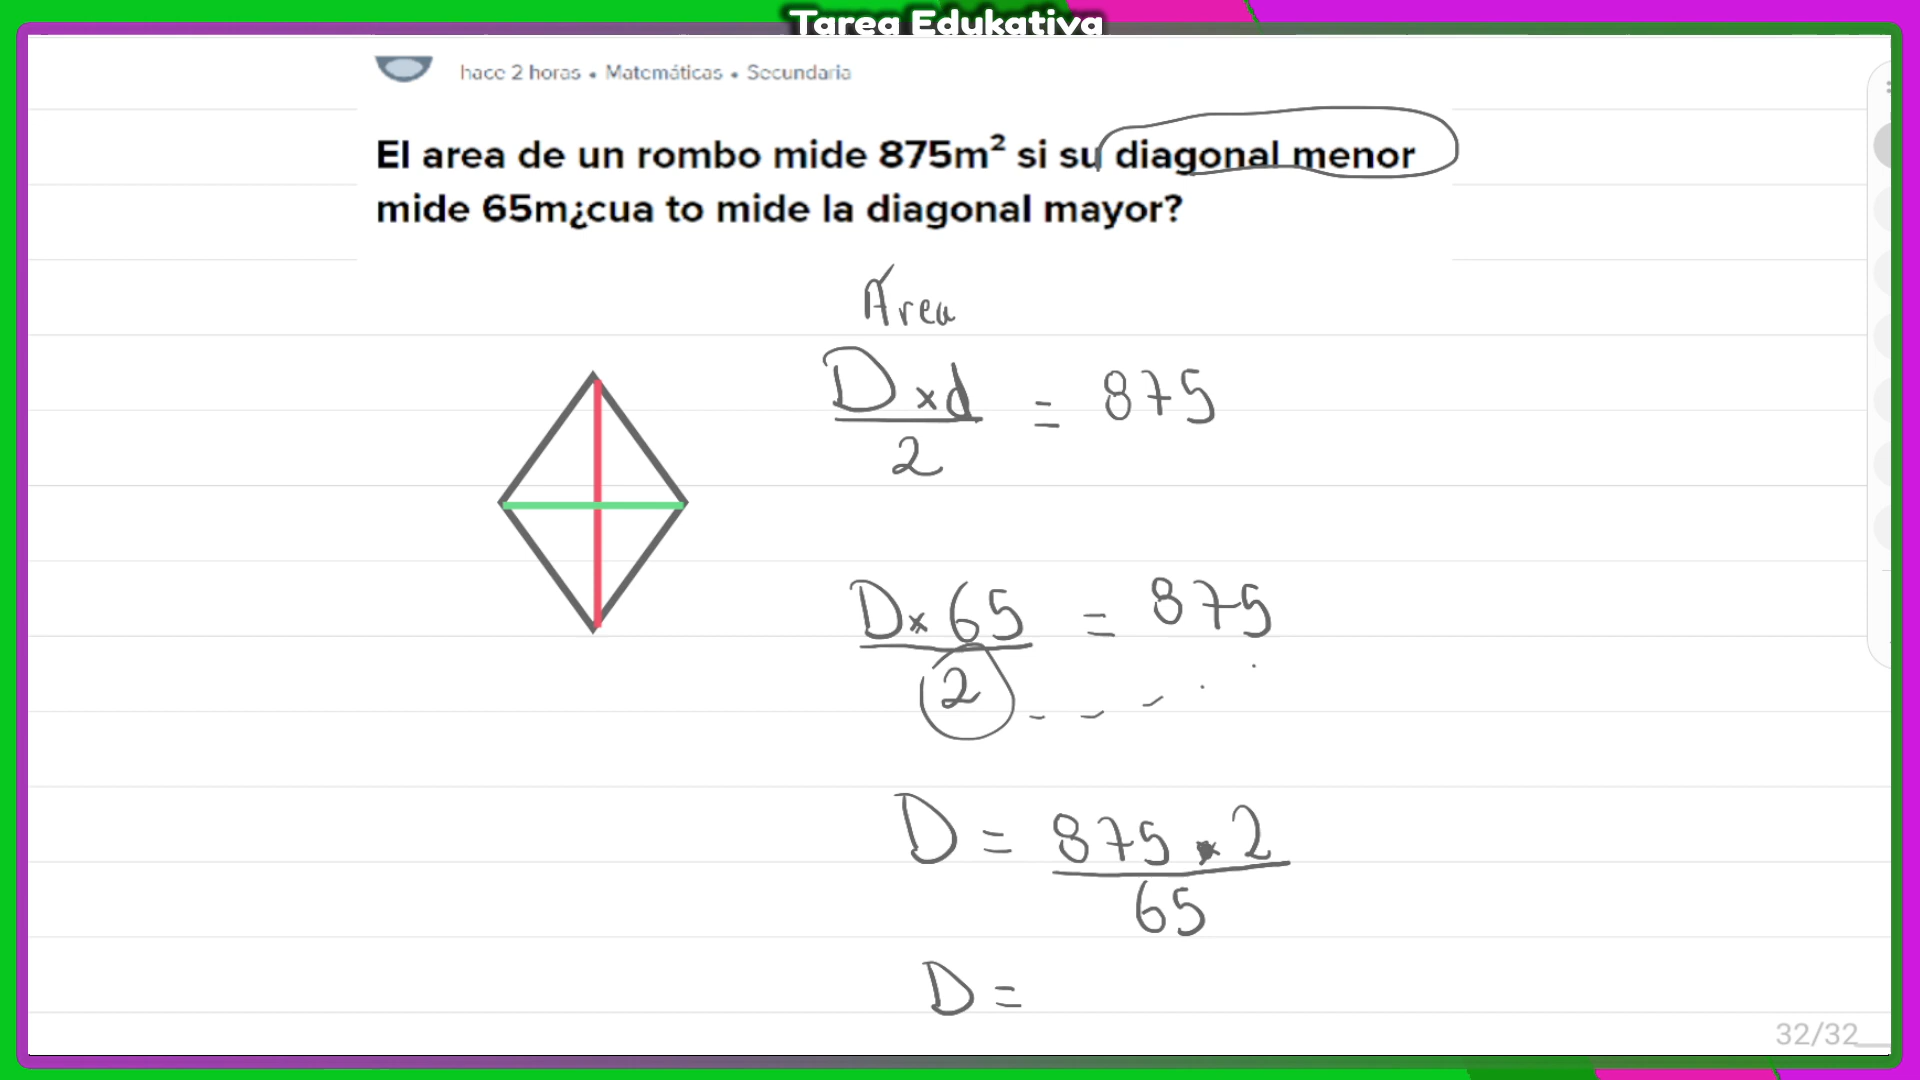 Tarea Edukativa
hace 2 horas • Matemáticas • Secundaria
El area de un rombo mide 875m² si su diagonal menor
mide 65m¿cua to mide la diagonal mayor?
Área
D x d
= 875
2
D x 65 = 875
2
D = 875 x 2
65
D =
32/32